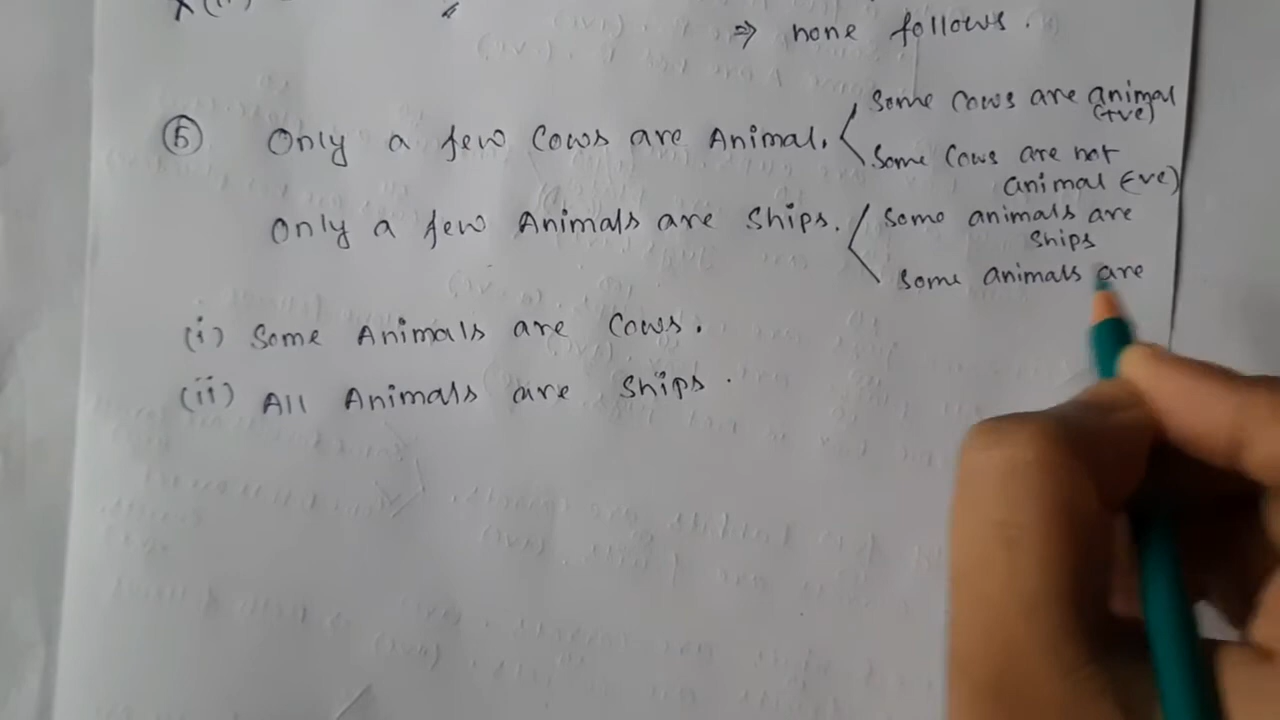 ⇒ none follows.
⑤ Only a few Cows are Animal.
Some Cows are animal
(+ve)
Some Cows are not
animal (-ve)
Only a few Animals are Ships.
Some animals are
Ships
Some animals are
(i) Some Animals are Cows.
(ii) All Animals are Ships.